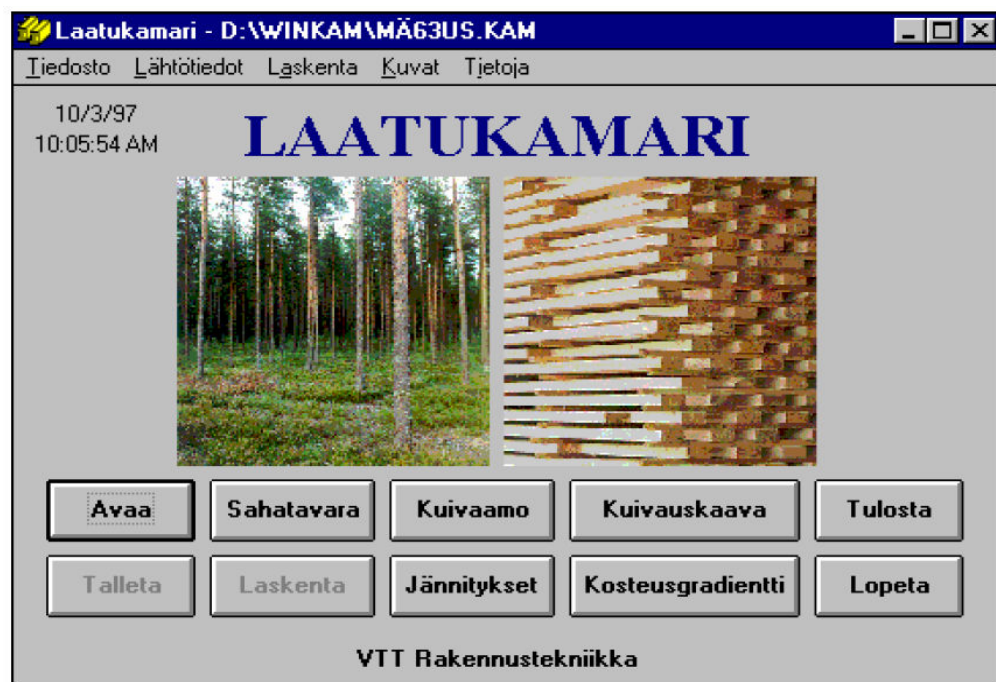 Laatukamari - D:\WINKAM\MÄ63US.KAM
Tiedosto Lähtötiedot Laskenta Kuvat Tietoja
10/3/97
10:05:54 AM
LAATUKAMARI
Avaa Sahatavara Kuivaamo Kuivauskaava Tulosta
Talleta Laskenta Jännitykset Kosteusgradientti Lopeta
VTT Rakennustekniikka